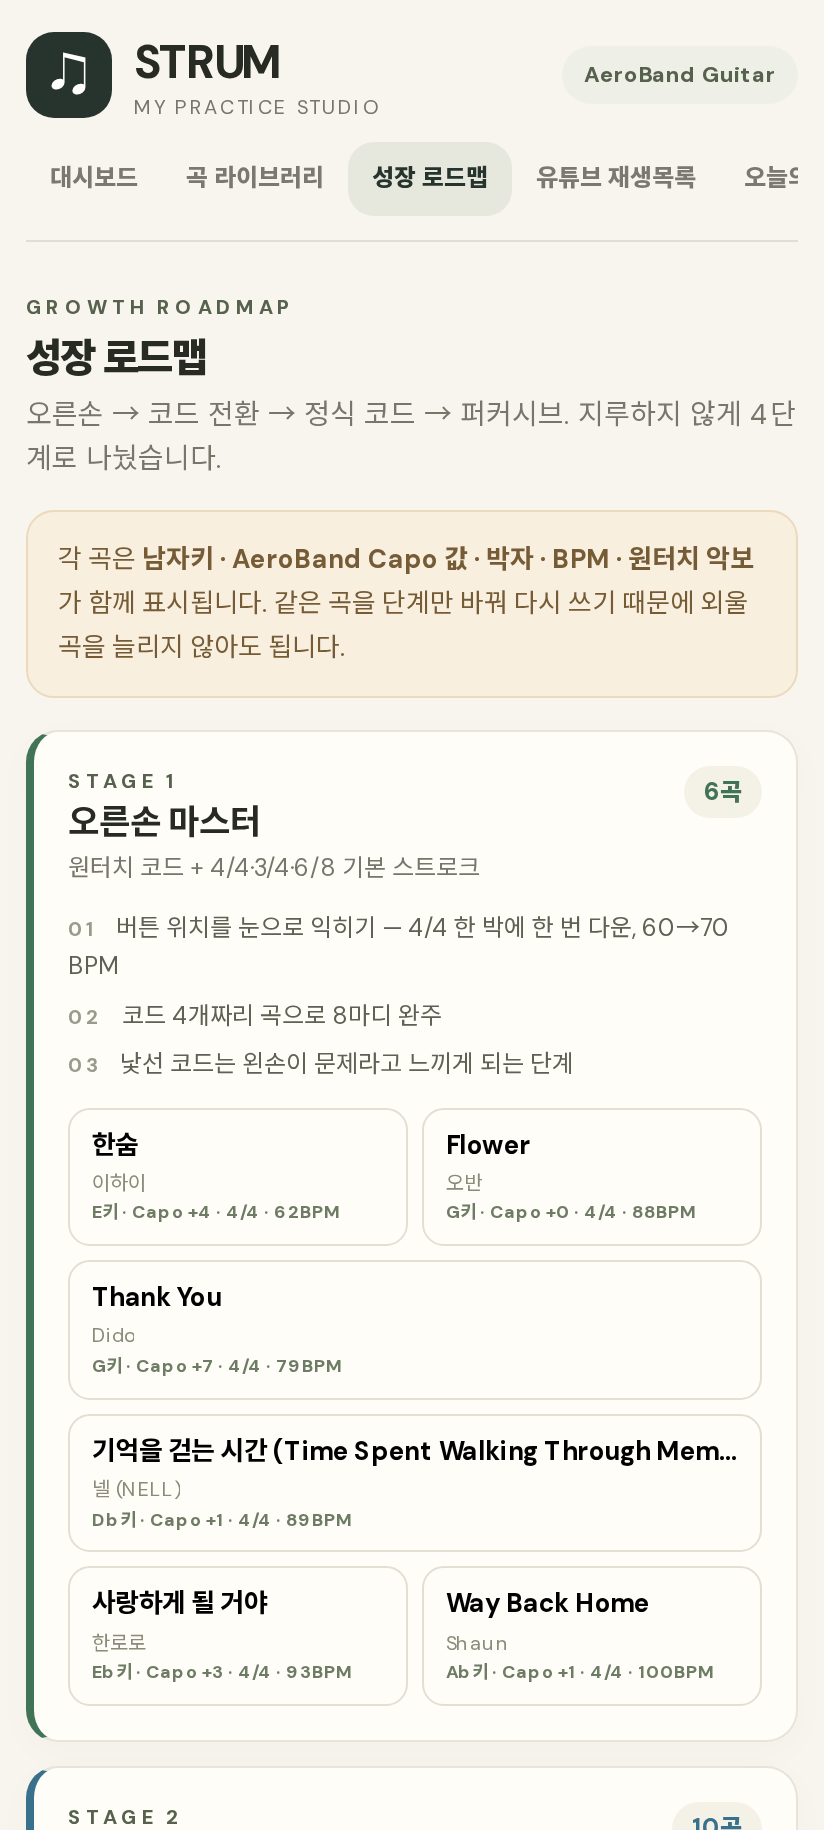 STRUM
MY PRACTICE STUDIO
AeroBand Guitar
대시보드 곡 라이브러리 성장 로드맵 유튜브 재생목록 오늘의
GROWTH ROADMAP
성장 로드맵
오른손 → 코드 전환 → 정식 코드 → 퍼커시브. 지루하지 않게 4단
계로 나눴습니다.
각 곡은 남자키 · AeroBand Capo 값 · 박자 · BPM · 원터치 악보
가 함께 표시됩니다. 같은 곡을 단계만 바꿔 다시 쓰기 때문에 외울
곡을 늘리지 않아도 됩니다.
STAGE 1
6곡
오른손 마스터
원터치 코드 + 4/4·3/4·6/8 기본 스트로크
01 버튼 위치를 눈으로 익히기 — 4/4 한 박에 한 번 다운, 60→70
BPM
02 코드 4개짜리 곡으로 8마디 완주
03 낯선 코드는 왼손이 문제라고 느끼게 되는 단계
한숨
이하이
E키 · Capo +4 · 4/4 · 62BPM
Flower
오반
G키 · Capo +0 · 4/4 · 88BPM
Thank You
Dido
G키 · Capo +7 · 4/4 · 79BPM
기억을 걷는 시간 (Time Spent Walking Through Mem...
넬 (NELL)
Db키 · Capo +1 · 4/4 · 89BPM
사랑하게 될 거야
한로로
Eb키 · Capo +3 · 4/4 · 93BPM
Way Back Home
Shaun
Ab키 · Capo +1 · 4/4 · 100BPM
STAGE 2
10곡